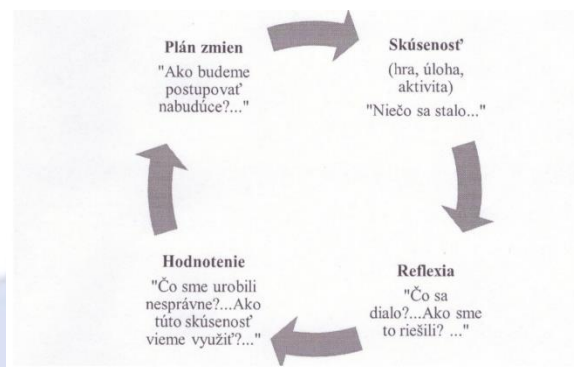 Plán zmien
"Ako budeme
postupovať
nabudúce?..."
Skúsenosť
(hra, úloha,
aktivita)
"Niečo sa stalo..."
Reflexia
"Čo sa
dialo?...Ako sme
to riešili? ..."
Hodnotenie
"Čo sme urobili
nesprávne?...Ako
túto skúsenosť
vieme využiť?..."